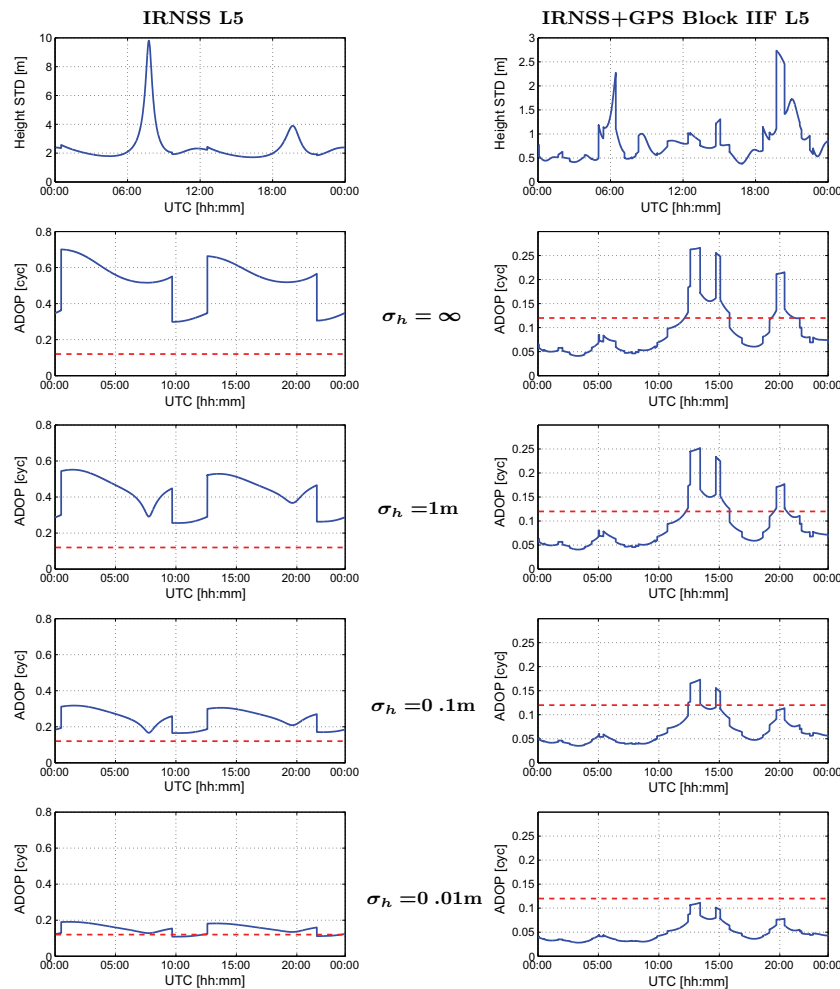 IRNSS L5
IRNSS+GPS Block IIF L5
10
8
6
4
2
0
Height STD [m]
00:00 06:00 12:00 18:00 00:00
UTC [hh:mm]
3
2.5
2
1.5
1
0.5
0
Height STD [m]
00:00 06:00 12:00 18:00 00:00
UTC [hh:mm]
0.8
0.6
0.4
0.2
0
ADOP [cyc]
00:00 05:00 10:00 15:00 20:00 00:00
UTC [hh:mm]
σh = ∞
0.25
0.2
0.15
0.1
0.05
0
ADOP [cyc]
00:00 05:00 10:00 15:00 20:00 00:00
UTC [hh:mm]
0.8
0.6
0.4
0.2
0
ADOP [cyc]
00:00 05:00 10:00 15:00 20:00 00:00
UTC [hh:mm]
σh =1m
0.25
0.2
0.15
0.1
0.05
0
ADOP [cyc]
00:00 05:00 10:00 15:00 20:00 00:00
UTC [hh:mm]
0.8
0.6
0.4
0.2
0
ADOP [cyc]
00:00 05:00 10:00 15:00 20:00 00:00
UTC [hh:mm]
σh =0 .1m
0.25
0.2
0.15
0.1
0.05
0
ADOP [cyc]
00:00 05:00 10:00 15:00 20:00 00:00
UTC [hh:mm]
0.8
0.6
0.4
0.2
0
ADOP [cyc]
00:00 05:00 10:00 15:00 20:00 00:00
UTC [hh:mm]
σh =0 .01m
0.25
0.2
0.15
0.1
0.05
0
ADOP [cyc]
00:00 05:00 10:00 15:00 20:00 00:00
UTC [hh:mm]